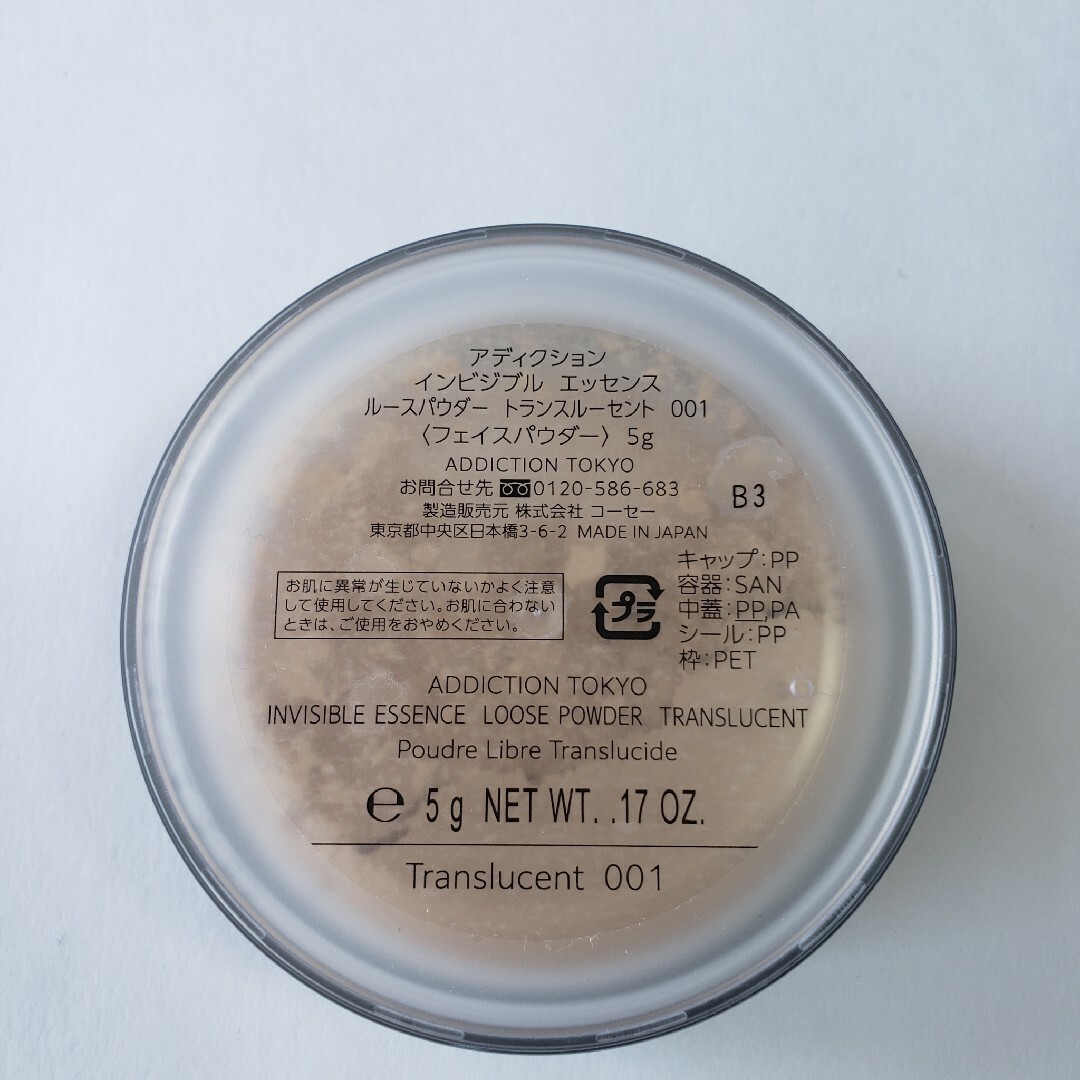 アディクション
インビジブル エッセンス
ルースパウダー トランスルーセント 001
〈フェイスパウダー〉 5g
ADDICTION TOKYO
お問合せ先 0120-586-683
製造販売元 株式会社 コーセー
東京都中央区日本橋3-6-2 MADE IN JAPAN
B3
お肌に異常が生じていないかよく注意
して使用してください。お肌に合わない
ときは、ご使用をおやめください。
プラ
キャップ:PP
容器:SAN
中蓋:PP,PA
シール:PP
枠:PET
ADDICTION TOKYO
INVISIBLE ESSENCE LOOSE POWDER TRANSLUCENT
Poudre Libre Translucide
℮ 5 g NET WT. .17 OZ.
Translucent 001